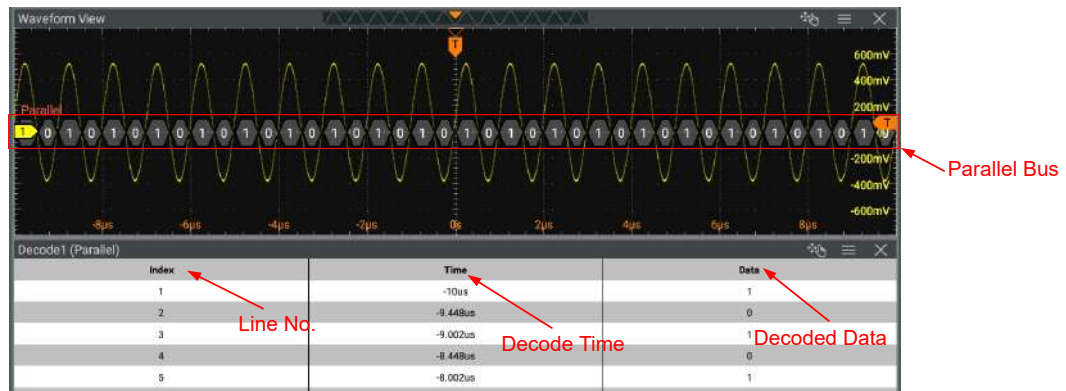 Waveform View
T
600mV
400mV
Parallel
200mV
T
1 0 1 0 1 0 1 0 1 0 1 0 1 0 1 0 1 0 1 0 1 0 1 0 1 0 1 0 1 0 1 0 1 0 1 0 1 0 1
Parallel Bus
-200mV
-400mV
-600mV
-8μs -6μs -4μs -2μs 0s 2μs 4μs 6μs 8μs
Decode1 (Parallel)
Index Time Data
1 -10us 1
2 -9.448us 0
3 -9.002us 1
4 -8.448us 0
5 -8.002us 1
Line No.
Decode Time
Decoded Data